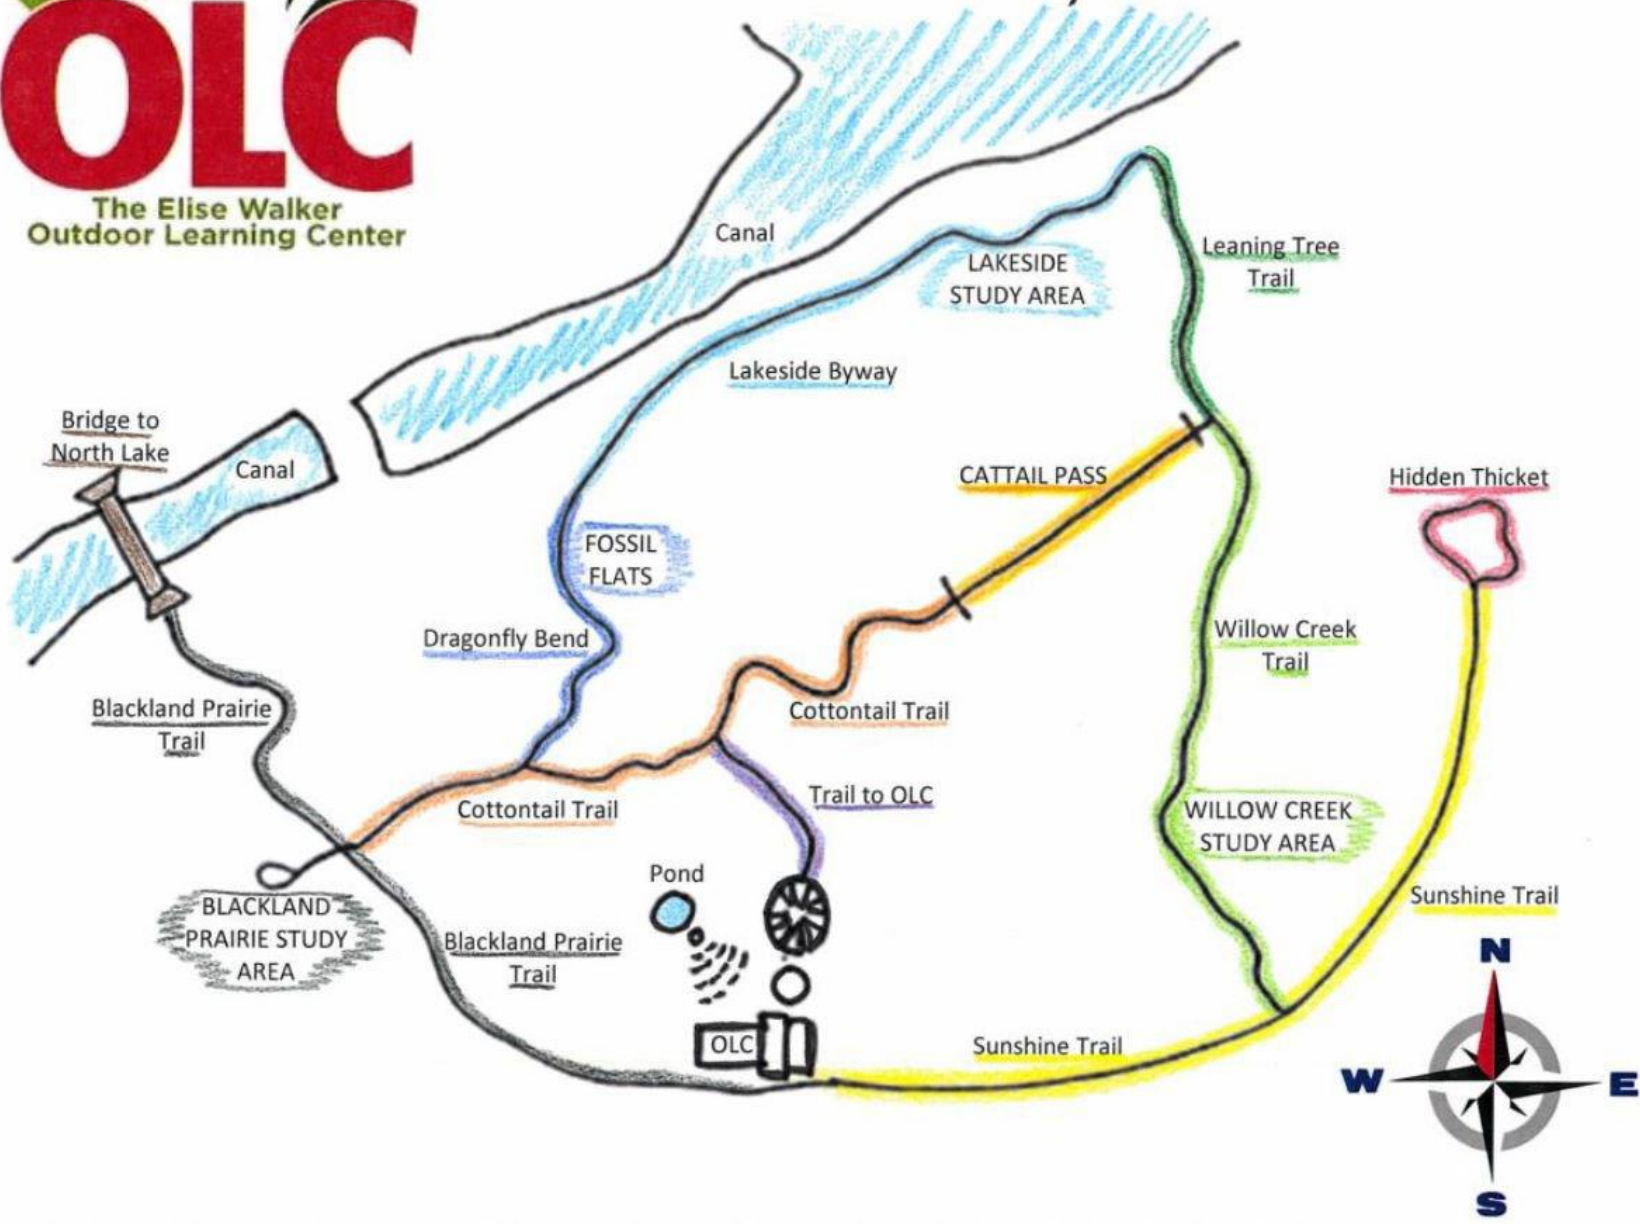 OLC
The Elise Walker
Outdoor Learning Center
Canal
Leaning Tree
Trail
LAKESIDE
STUDY AREA
Lakeside Byway
Bridge to
North Lake
Canal
CATTAIL PASS
Hidden Thicket
FOSSIL
FLATS
Dragonfly Bend
Willow Creek
Trail
Blackland Prairie
Trail
Cottontail Trail
Trail to OLC
Cottontail Trail
WILLOW CREEK
STUDY AREA
Pond
Sunshine Trail
BLACKLAND
PRAIRIE STUDY
AREA
Blackland Prairie
Trail
OLC
Sunshine Trail
N
W
E
S